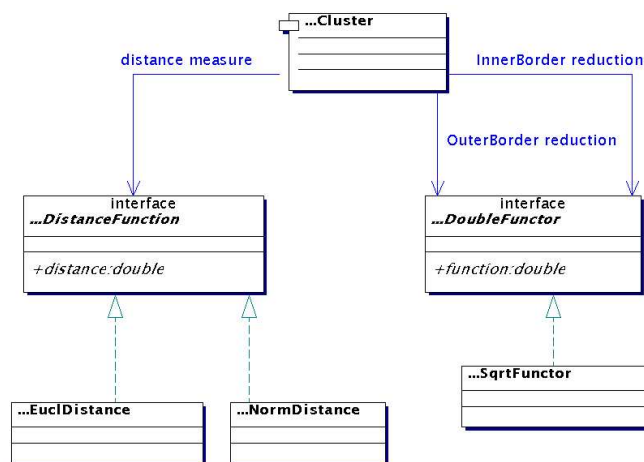 ...Cluster
distance measure
InnerBorder reduction
OuterBorder reduction
interface
...DistanceFunction
+distance:double
interface
...DoubleFunctor
+function:double
...SqrtFunctor
...EuclDistance
...NormDistance